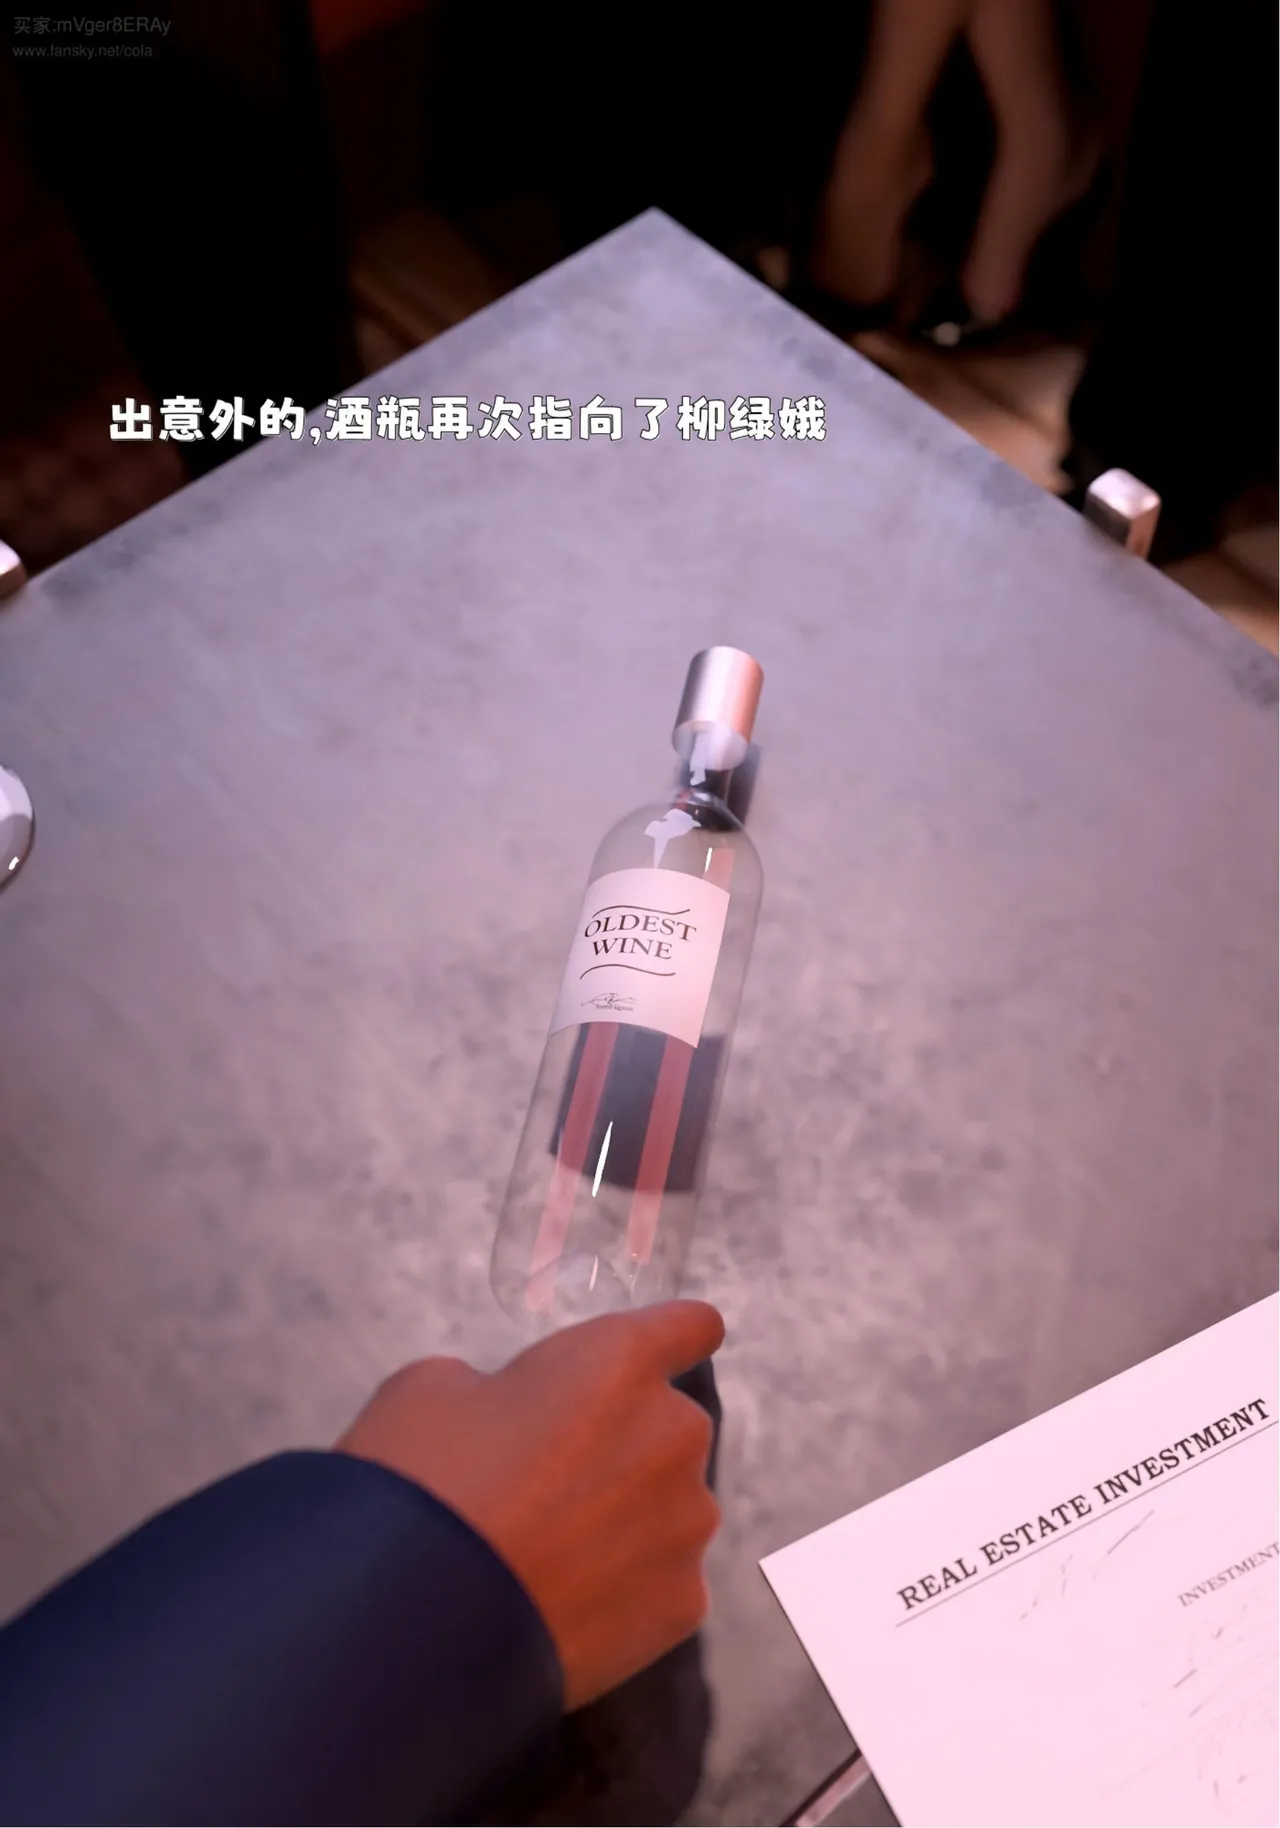 买家:mVger8ERAy
www.fansky.net/cola
出意外的,酒瓶再次指向了柳绿娥
OLDEST
WINE
REAL ESTATE INVESTMENT
INVESTMENT